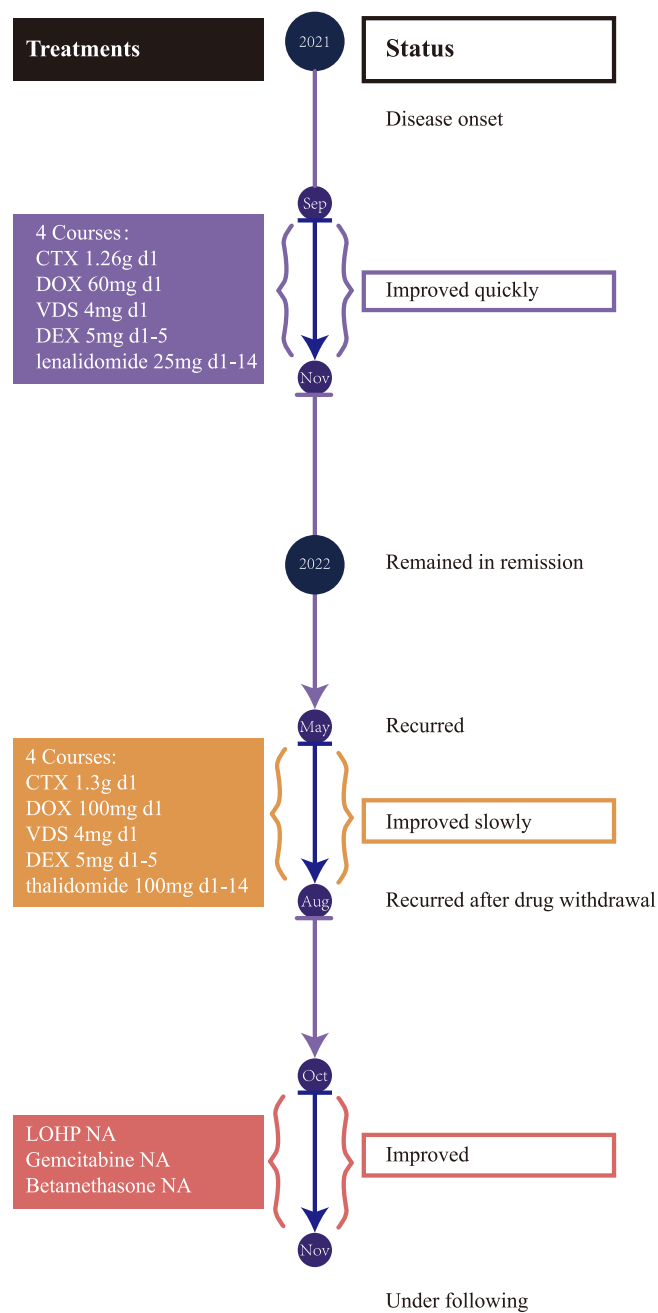 Treatments
2021
Status
Disease onset
Sep
4 Courses:
CTX 1.26g d1
DOX 60mg d1
VDS 4mg d1
DEX 5mg d1-5
lenalidomide 25mg d1-14
Improved quickly
Nov
2022
Remained in remission
May
Recurred
4 Courses:
CTX 1.3g d1
DOX 100mg d1
VDS 4mg d1
DEX 5mg d1-5
thalidomide 100mg d1-14
Improved slowly
Aug
Recurred after drug withdrawal
Oct
LOHP NA
Gemcitabine NA
Betamethasone NA
Improved
Nov
Under following